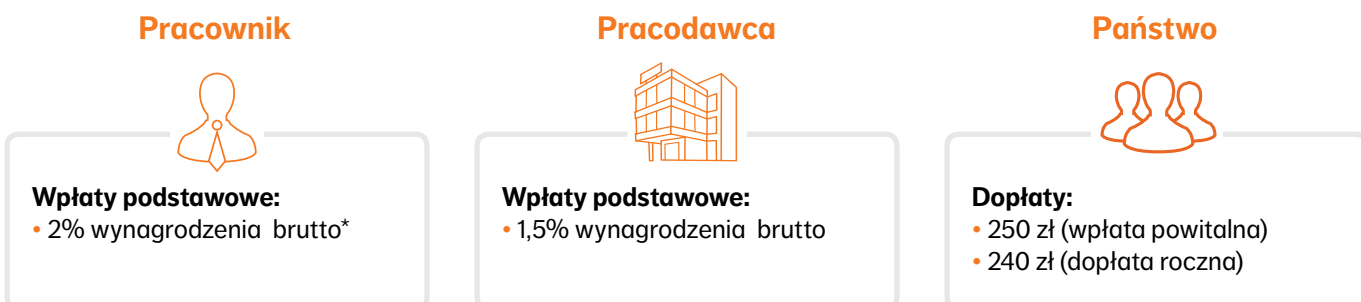 Pracownik
Wpłaty podstawowe:
• 2% wynagrodzenia brutto*
Pracodawca
Wpłaty podstawowe:
• 1,5% wynagrodzenia brutto
Państwo
Dopłaty:
• 250 zł (wpłata powitalna)
• 240 zł (dopłata roczna)